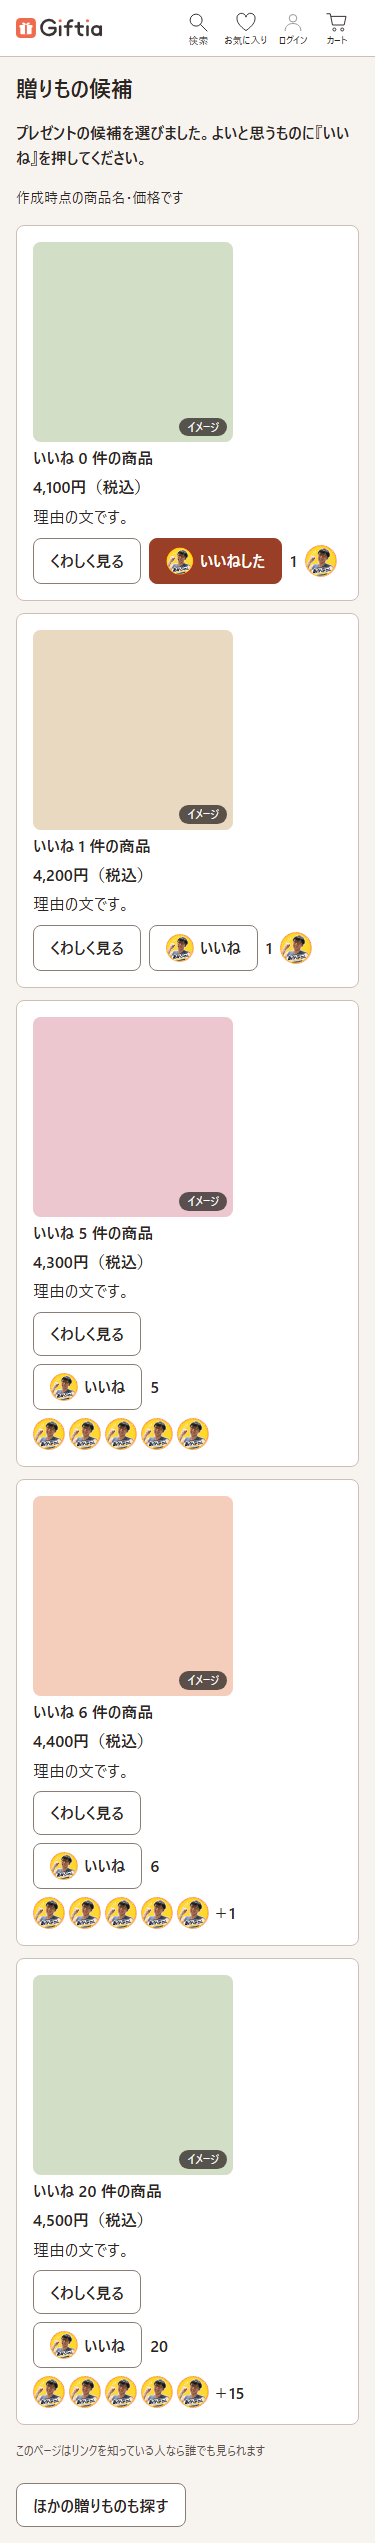 Giftia
検索
お気に入り
ログイン
カート
贈りもの候補
プレゼントの候補を選びました。よいと思うものに『いい
ね』を押してください。
作成時点の商品名・価格です
イメージ
いいね 0 件の商品
4,100円（税込）
理由の文です。
くわしく見る
いいねした
1
イメージ
いいね 1 件の商品
4,200円（税込）
理由の文です。
くわしく見る
いいね
1
イメージ
いいね 5 件の商品
4,300円（税込）
理由の文です。
くわしく見る
いいね
5
イメージ
いいね 6 件の商品
4,400円（税込）
理由の文です。
くわしく見る
いいね
6
+1
イメージ
いいね 20 件の商品
4,500円（税込）
理由の文です。
くわしく見る
いいね
20
+15
このページはリンクを知っている人なら誰でも見られます
ほかの贈りものも探す